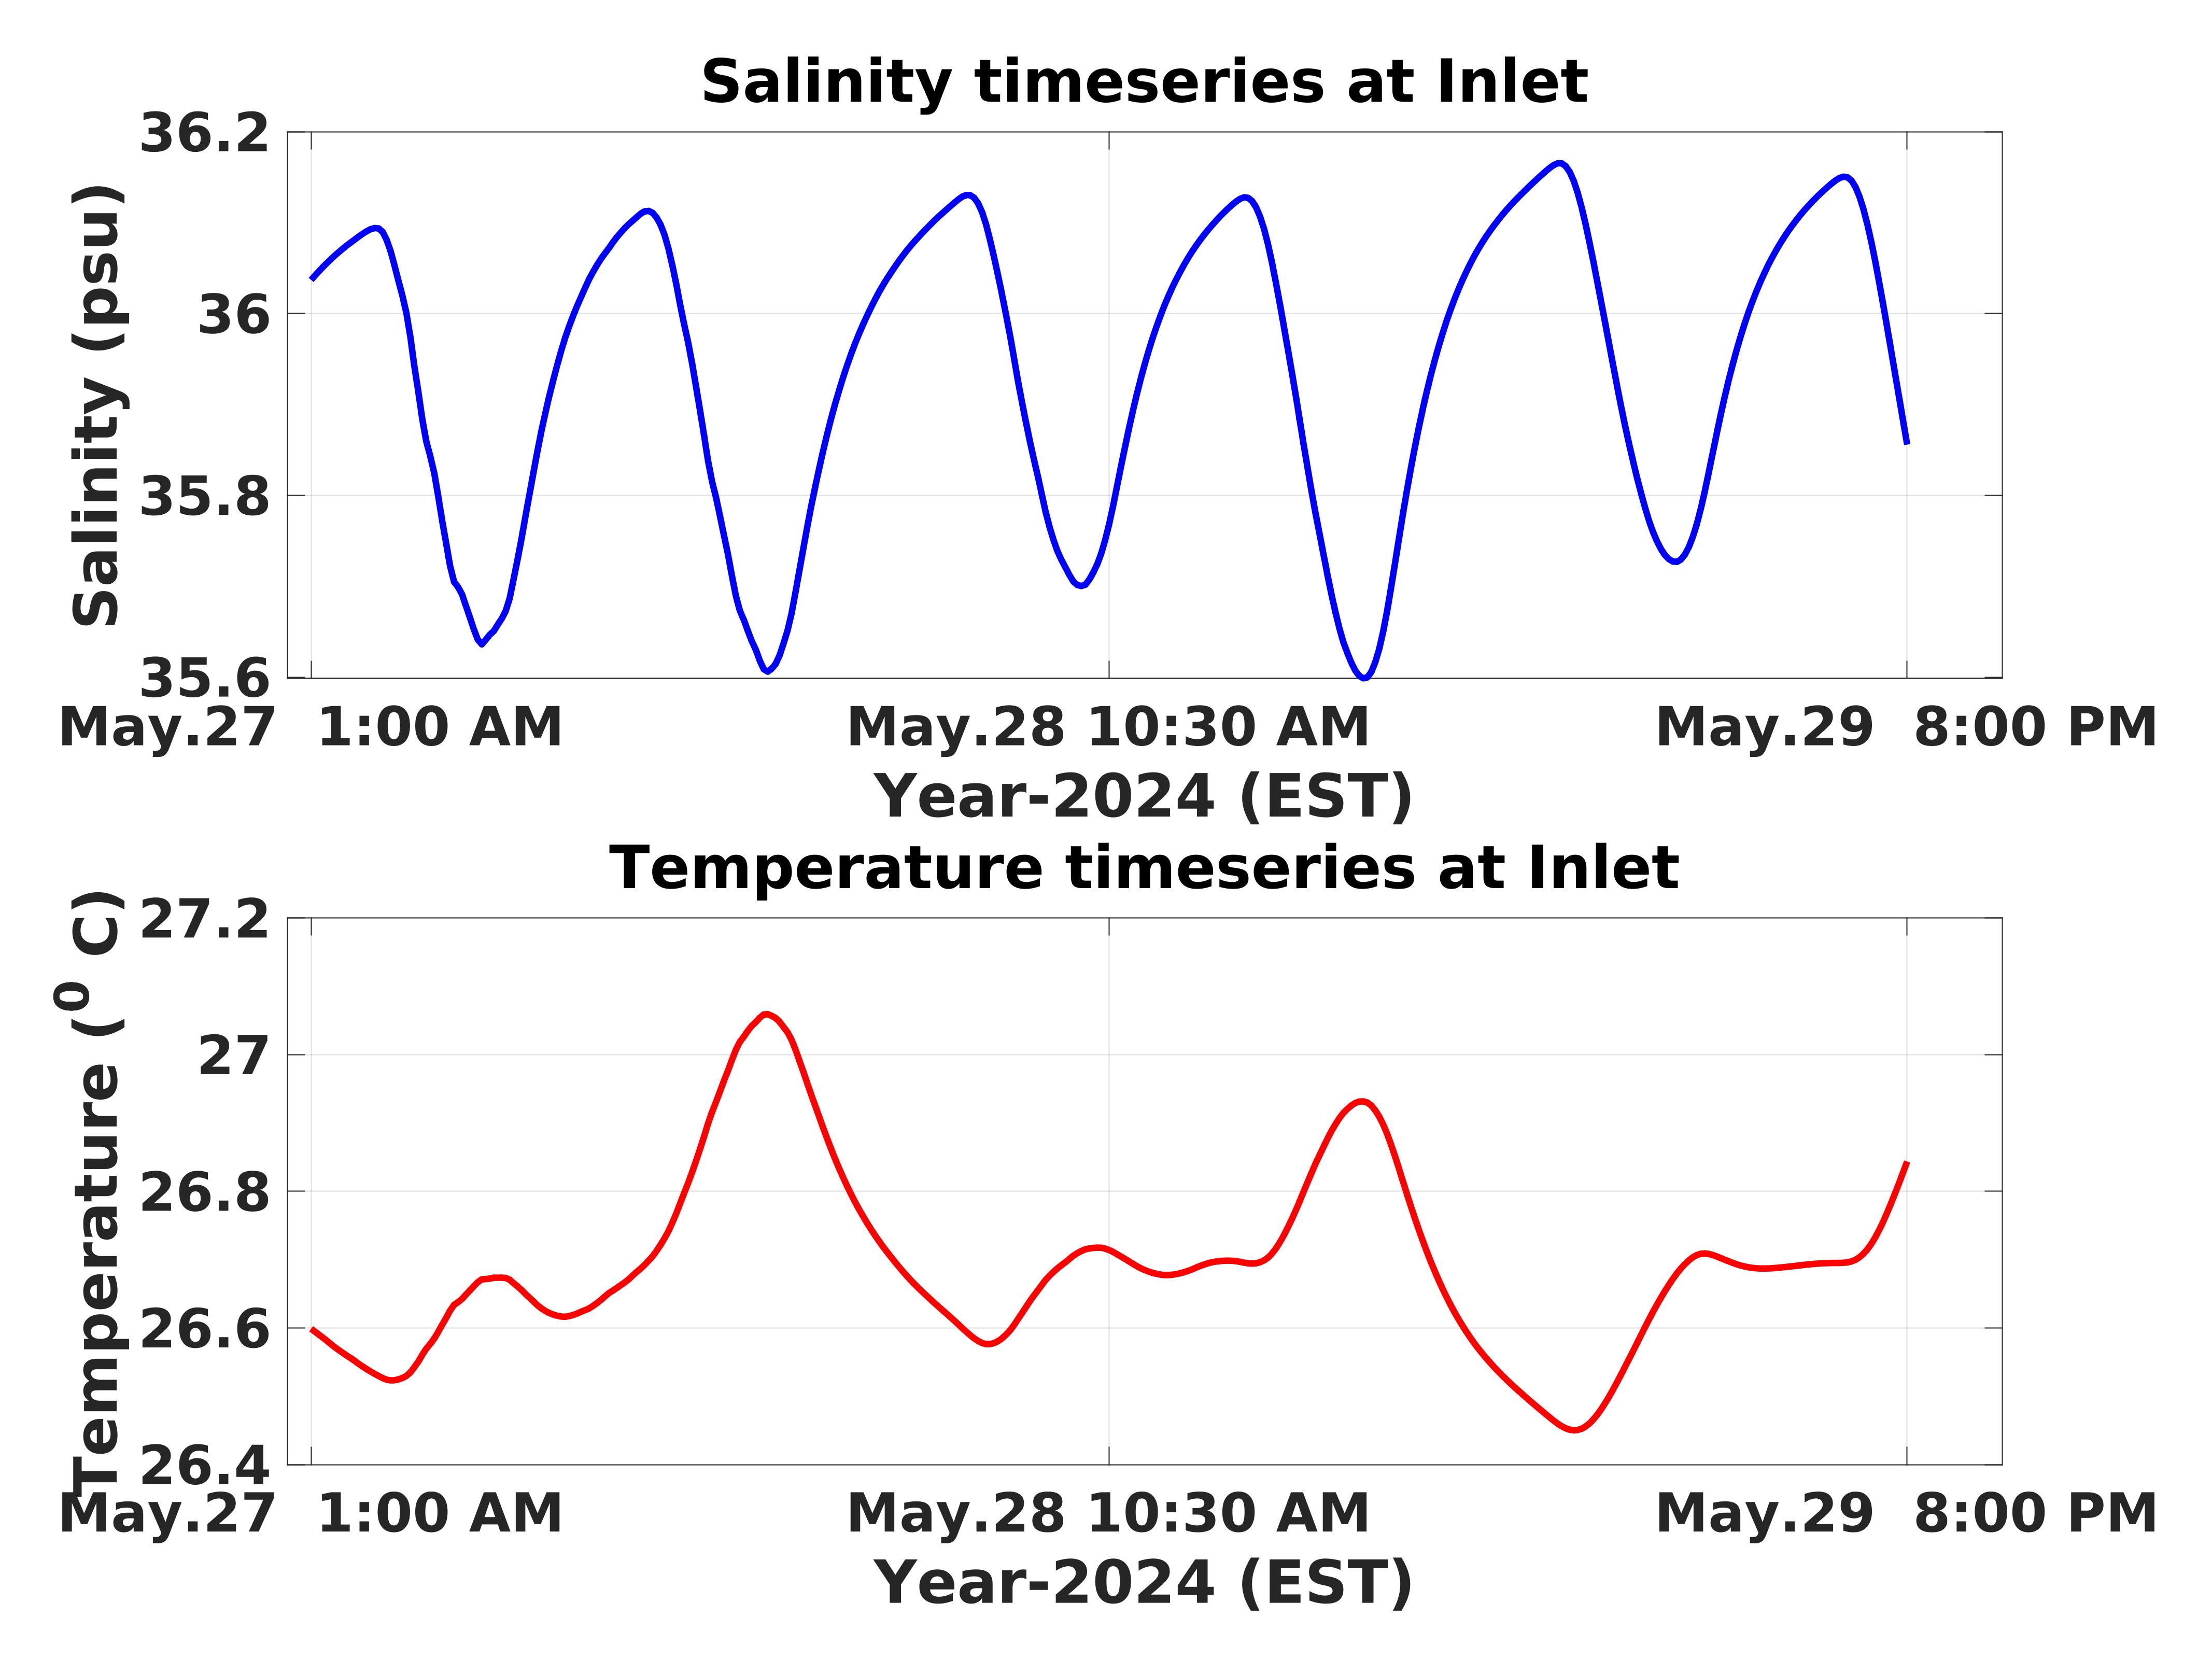 Salinity timeseries at Inlet
Salinity (psu)
36.2
36
35.8
35.6
May.27 1:00 AM
May.28 10:30 AM
May.29 8:00 PM
Year-2024 (EST)
Temperature timeseries at Inlet
Temperature (⁰ C)
27.2
27
26.8
26.6
26.4
May.27 1:00 AM
May.28 10:30 AM
May.29 8:00 PM
Year-2024 (EST)